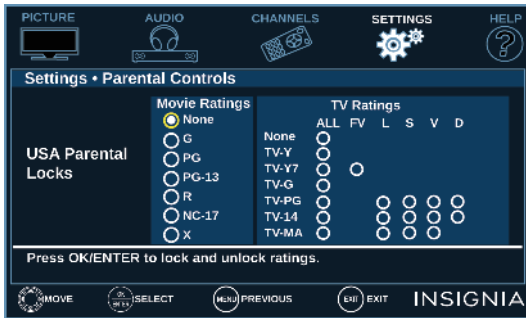 PICTURE AUDIO CHANNELS SETTINGS HELP
Settings • Parental Controls
USA Parental
Locks
Movie Ratings
None
G
PG
PG-13
R
NC-17
X
TV Ratings
ALL FV L S V D
None
TV-Y
TV-Y7
TV-G
TV-PG
TV-14
TV-MA
Press OK/ENTER to lock and unlock ratings.
MOVE OK ENTER SELECT MENU PREVIOUS EXIT EXIT INSIGNIA